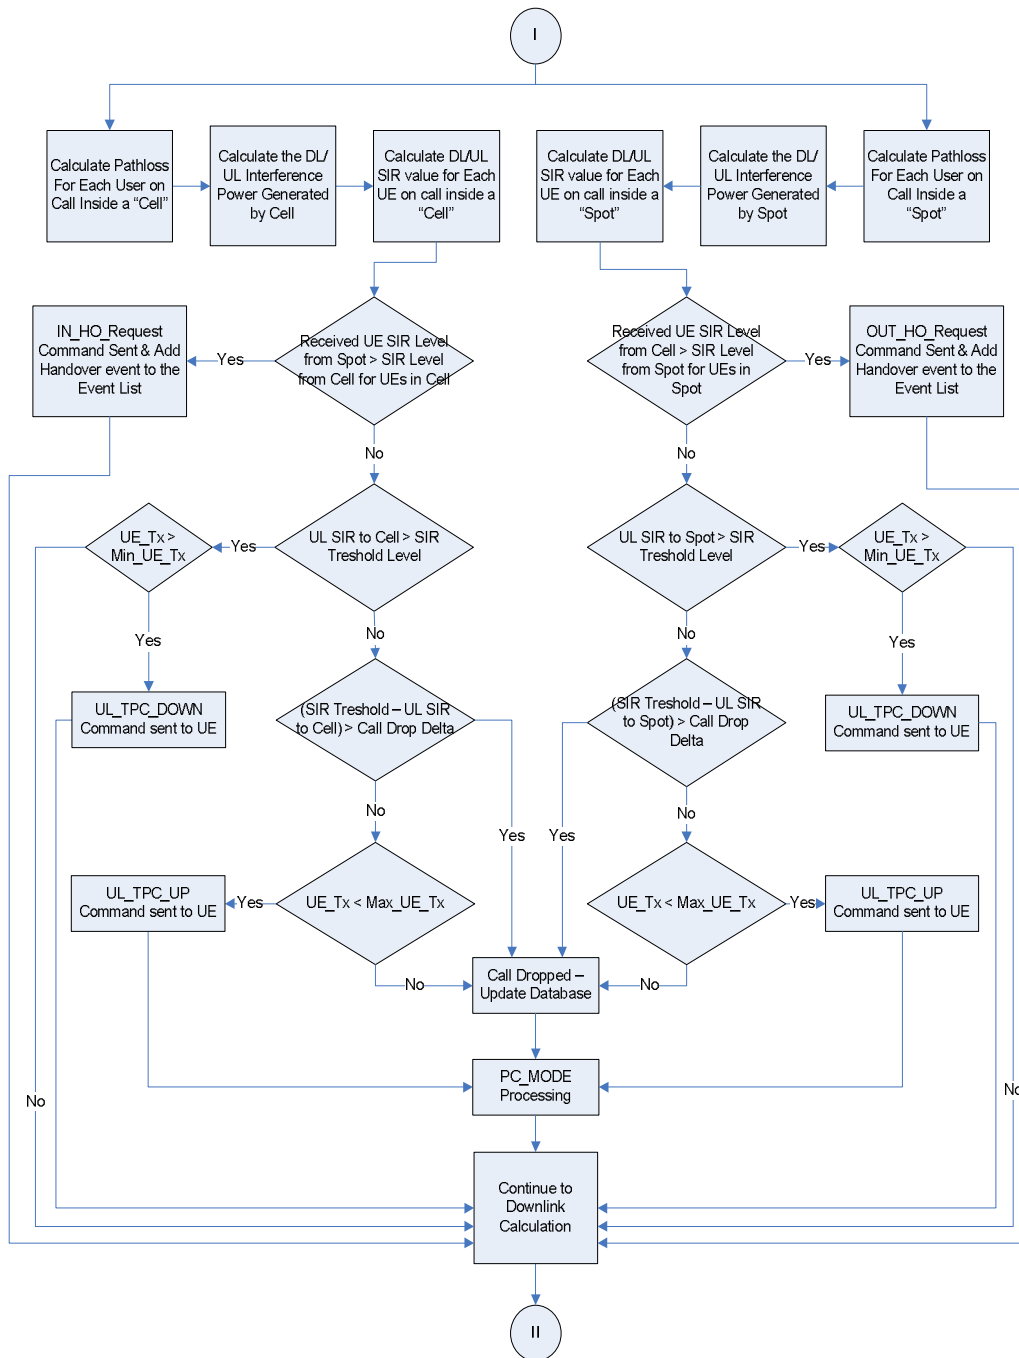 I
Calculate Pathloss
For Each User on
Call Inside a “Cell”
Calculate the DL/
UL Interference
Power Generated
by Cell
Calculate DL/UL
SIR value for Each
UE on call inside a
“Cell”
Calculate DL/UL
SIR value for Each
UE on call inside a
“Spot”
Calculate the DL/
UL Interference
Power Generated
by Spot
Calculate Pathloss
For Each User on
Call Inside a
“Spot”
IN_HO_Request
Command Sent & Add
Handover event to the
Event List
Yes
Received UE SIR Level
from Spot > SIR Level
from Cell for UEs in Cell
Received UE SIR Level
from Cell > SIR Level
from Spot for UEs in
Spot
Yes
OUT_HO_Request
Command Sent & Add
Handover event to the
Event List
No
No
UE_Tx >
Min_UE_Tx
Yes
UL SIR to Cell > SIR
Treshold Level
UL SIR to Spot > SIR
Treshold Level
Yes
UE_Tx >
Min_UE_Tx
Yes
No
No
Yes
UL_TPC_DOWN
Command sent to UE
(SIR Treshold – UL SIR
to Cell) > Call Drop Delta
(SIR Treshold – UL SIR
to Spot) > Call Drop
Delta
UL_TPC_DOWN
Command sent to UE
No
Yes
Yes
No
UL_TPC_UP
Command sent to UE
Yes
UE_Tx < Max_UE_Tx
UE_Tx < Max_UE_Tx
Yes
UL_TPC_UP
Command sent to UE
No
Call Dropped –
Update Database
No
PC_MODE
Processing
No
No
Continue to
Downlink
Calculation
II